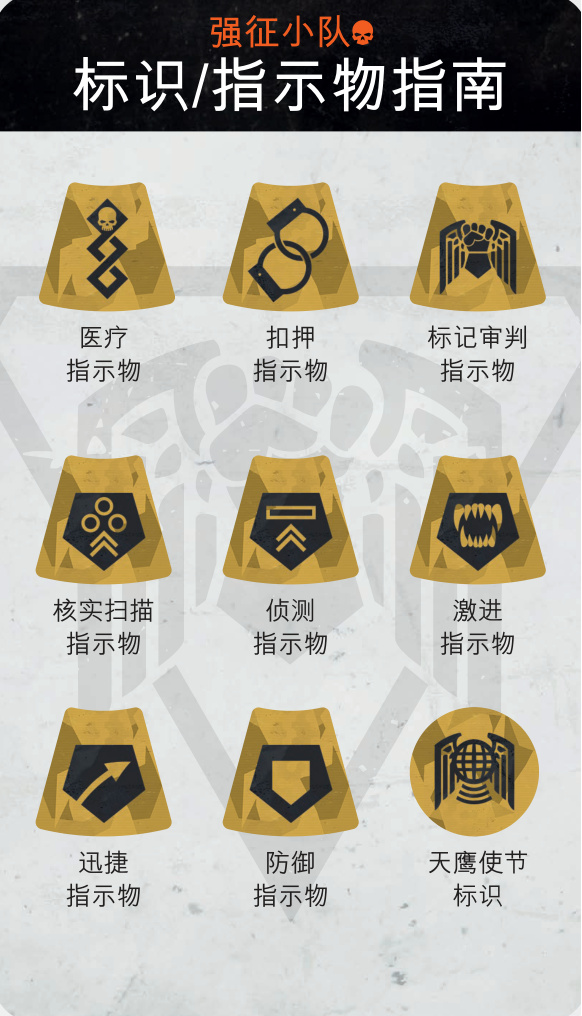 强征小队
标识/指示物指南
医疗
指示物
扣押
指示物
标记审判
指示物
核实扫描
指示物
侦测
指示物
激进
指示物
迅捷
指示物
防御
指示物
天鹰使节
标识